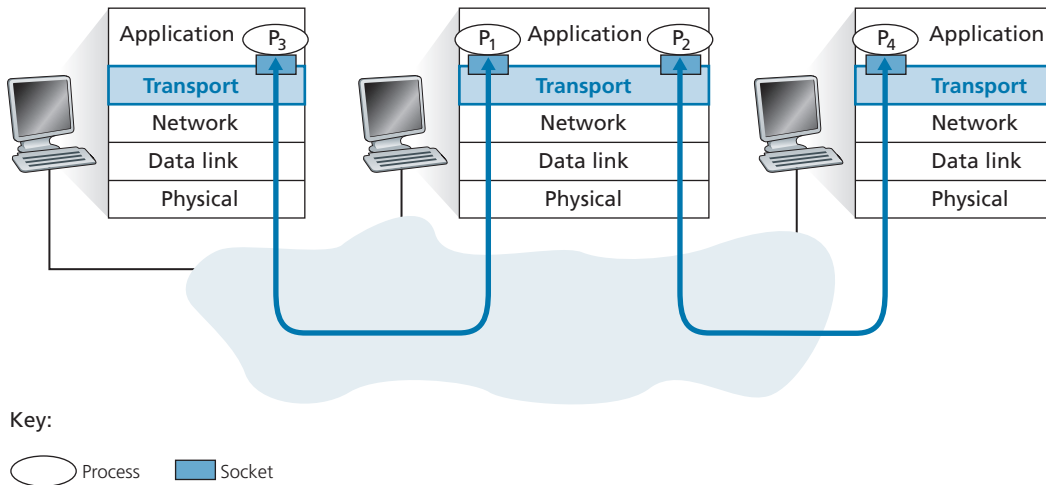 Application P3
Transport
Network
Data link
Physical
P1 Application P2
Transport
Network
Data link
Physical
P4 Application
Transport
Network
Data link
Physical
Key:
Process
Socket